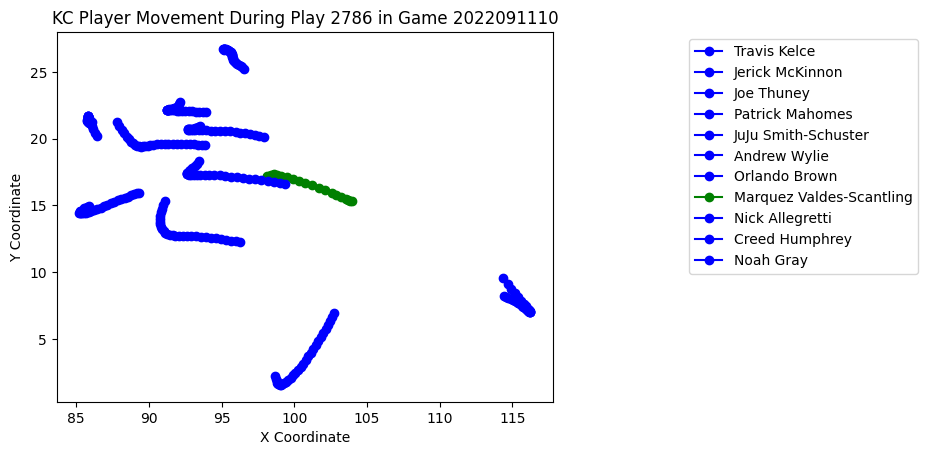 KC Player Movement During Play 2786 in Game 2022091110
Y Coordinate
25
20
15
10
5
85 90 95 100 105 110 115
X Coordinate
Travis Kelce
Jerick McKinnon
Joe Thuney
Patrick Mahomes
JuJu Smith-Schuster
Andrew Wylie
Orlando Brown
Marquez Valdes-Scantling
Nick Allegretti
Creed Humphrey
Noah Gray